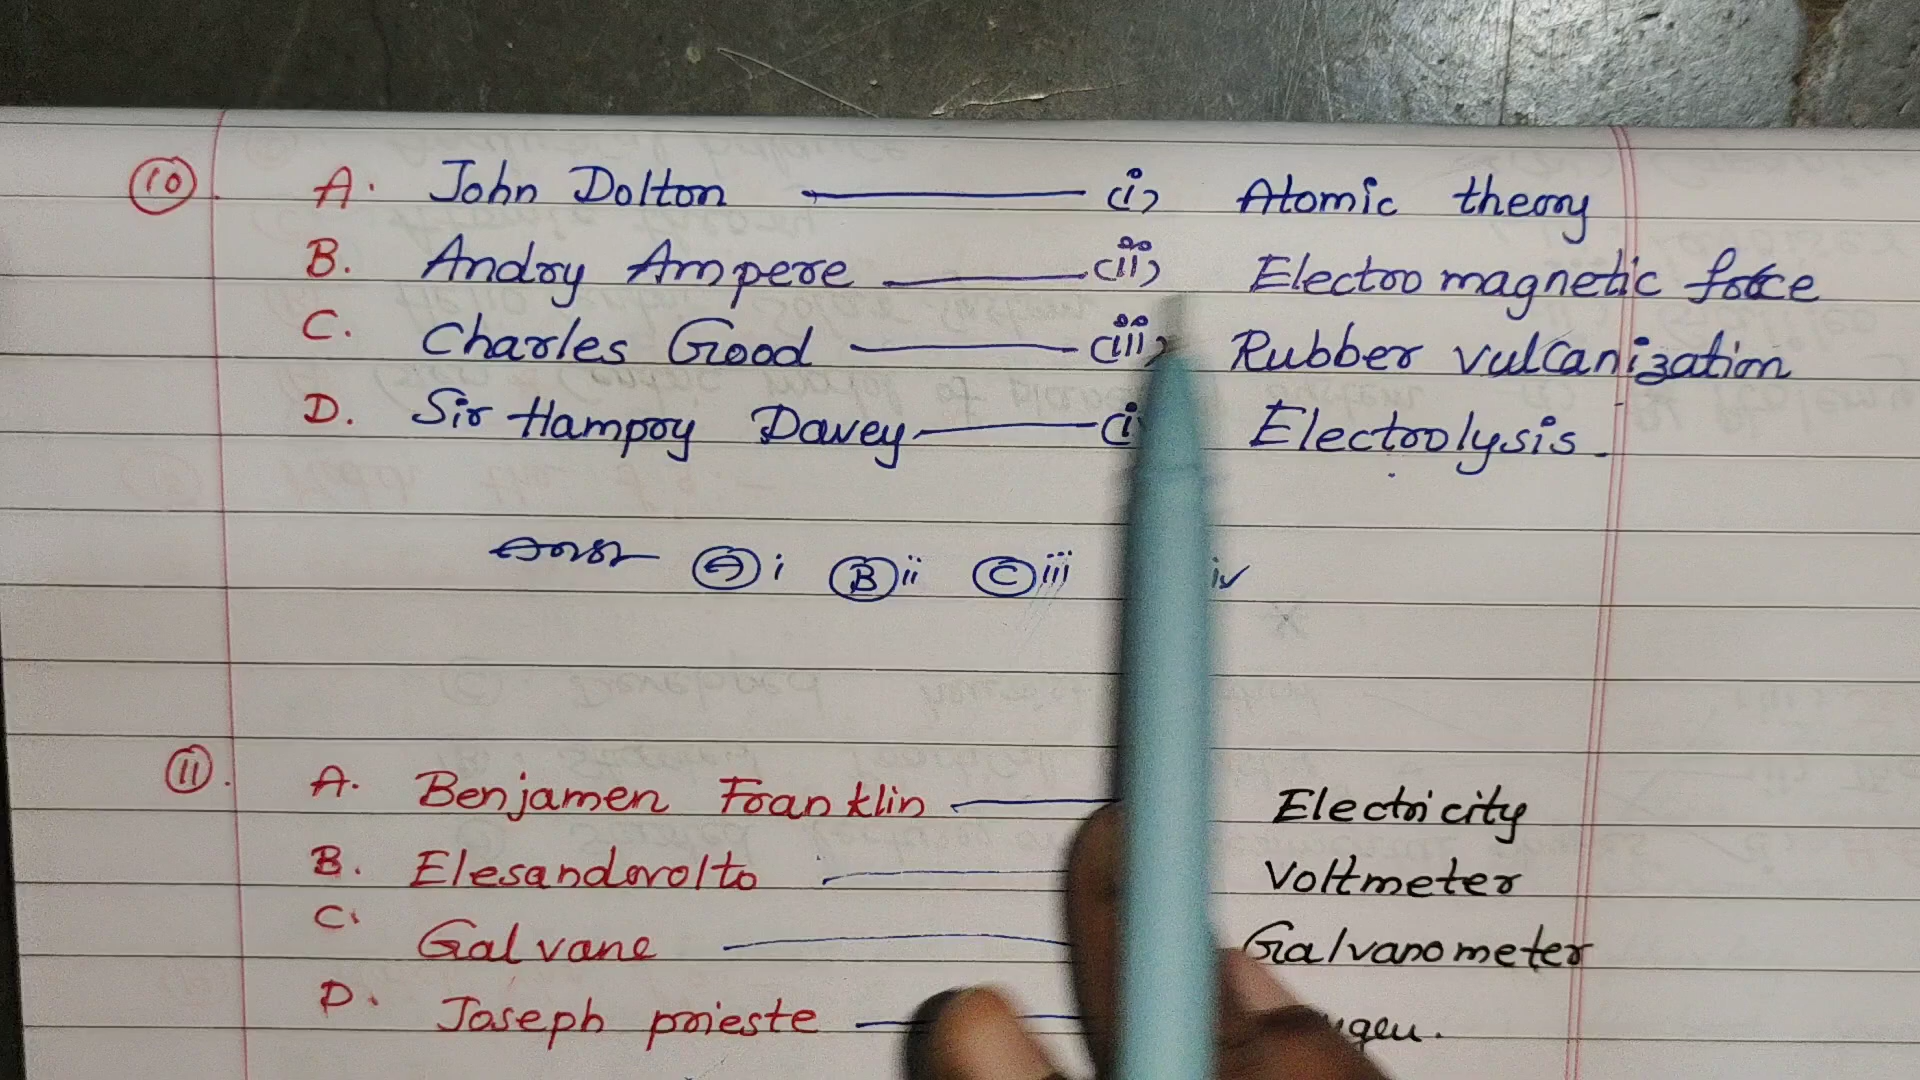 10 A. John Dolton (i) Atomic theory
B. Andry Ampere (ii) Electro magnetic force
C. Charles Good (iii) Rubber vulcanization
D. Sir Hampry Davey (i Electrolysis.
A i B ii C iii iv
11. A. Benjamen Franklin Electricity
B. Elesandovolto Voltmeter
C. Galvane Galvanometer
D. Joseph prieste